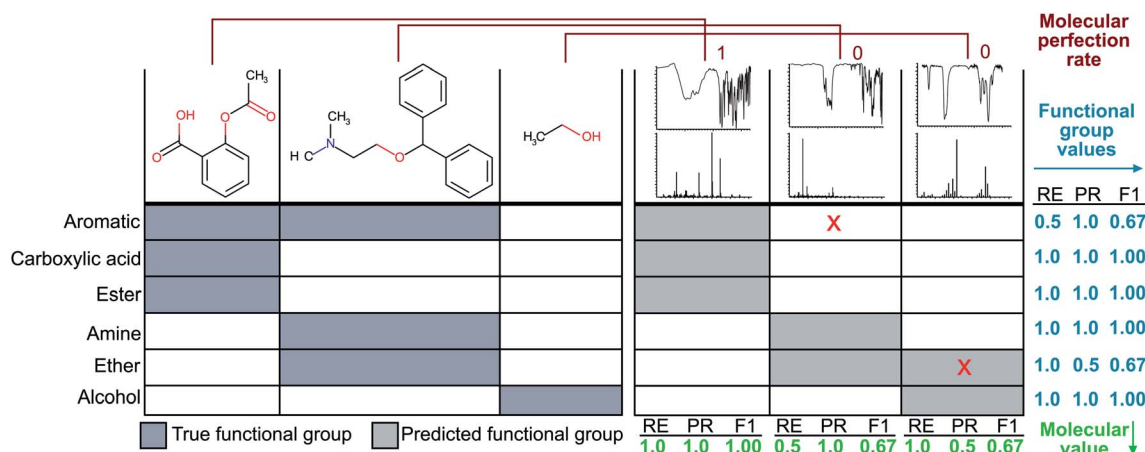 Molecular
perfection
rate
1
0
0
CH₃
OH
O
O
O
CH₃
N
H C
O
CH₃
OH
Functional
group
values
RE PR F1
Aromatic
X
0.5 1.0 0.67
Carboxylic acid
1.0 1.0 1.00
Ester
1.0 1.0 1.00
Amine
1.0 1.0 1.00
Ether
X
1.0 0.5 0.67
Alcohol
1.0 1.0 1.00
True functional group
Predicted functional group
RE PR F1
RE PR F1
RE PR F1
1.0 1.0 1.00
0.5 1.0 0.67
1.0 0.5 0.67
Molecular
value